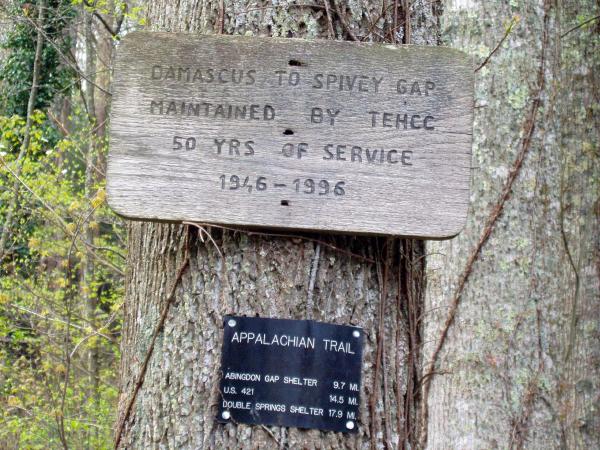 DAMASCUS TO SPIVEY GAP
MAINTAINED BY TEHCC
50 YRS OF SERVICE
1946-1996
APPALACHIAN TRAIL
ABINGDON GAP SHELTER 9.7 MI.
U.S. 421 14.5 MI.
DOUBLE SPRINGS SHELTER 17.9 MI.